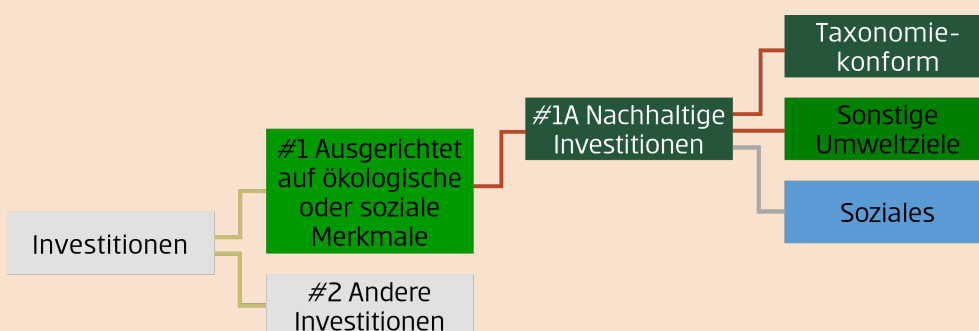 Taxonomie-
konform
#1A Nachhaltige
Investitionen
Sonstige
Umweltziele
#1 Ausgerichtet
auf ökologische
oder soziale
Merkmale
Soziales
Investitionen
#2 Andere
Investitionen